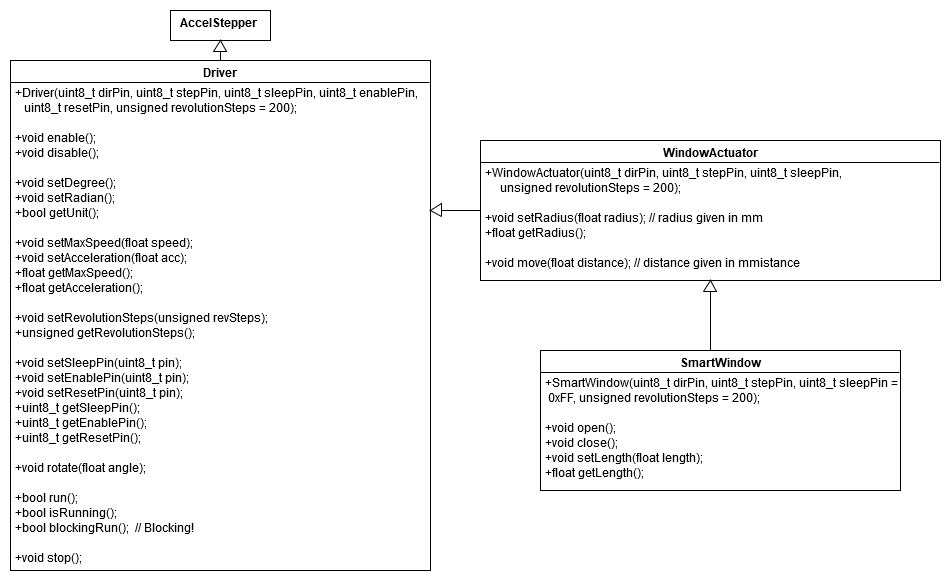 AccelStepper
Driver
+Driver(uint8_t dirPin, uint8_t stepPin, uint8_t sleepPin, uint8_t enablePin,
uint8_t resetPin, unsigned revolutionSteps = 200);
+void enable();
+void disable();
+void setDegree();
+void setRadian();
+bool getUnit();
+void setMaxSpeed(float speed);
+void setAcceleration(float acc);
+float getMaxSpeed();
+float getAcceleration();
+void setRevolutionSteps(unsigned revSteps);
+unsigned getRevolutionSteps();
+void setSleepPin(uint8_t pin);
+void setEnablePin(uint8_t pin);
+void setResetPin(uint8_t pin);
+uint8_t getSleepPin();
+uint8_t getEnablePin();
+uint8_t getResetPin();
+void rotate(float angle);
+bool run();
+bool isRunning();
+bool blockingRun();  // Blocking!
+void stop();
WindowActuator
+WindowActuator(uint8_t dirPin, uint8_t stepPin, uint8_t sleepPin,
unsigned revolutionSteps = 200);
+void setRadius(float radius); // radius given in mm
+float getRadius();
+void move(float distance); // distance given in mmistance
SmartWindow
+SmartWindow(uint8_t dirPin, uint8_t stepPin, uint8_t sleepPin =
0xFF, unsigned revolutionSteps = 200);
+void open();
+void close();
+void setLength(float length);
+float getLength();